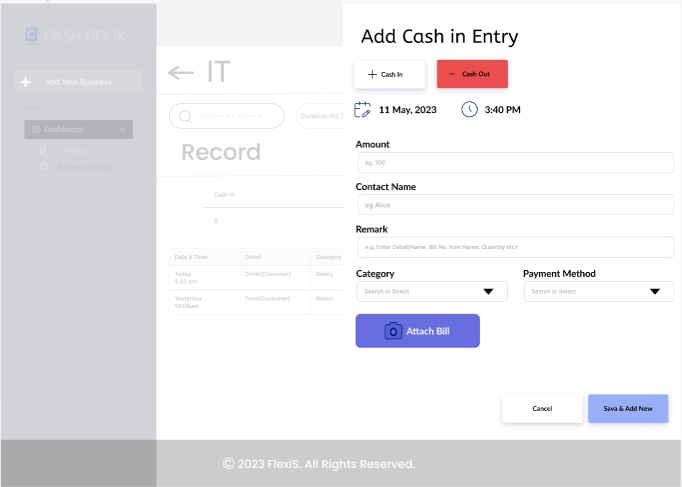 CASH BOOK
Add New Business
Dashboard
IT
Search by
Duration:All T
Record
Cash In
0
Date & Time Detail Category
Today
2:33 pm
Drink(Customer) Salary
Yesterday
10:00am
Food(Customer) Bonus
Add Cash in Entry
Cash In
Cash Out
11 May, 2023 3:40 PM
Amount
eg. 100
Contact Name
eg.Alice
Remark
e.g. Enter Detail(Name, Bill No, Item Name, Quantity etc)
Category Payment Method
Search or Select Search or Select
Attach Bill
Cancel Sava & Add New
© 2023 FlexIS. All Rights Reserved.